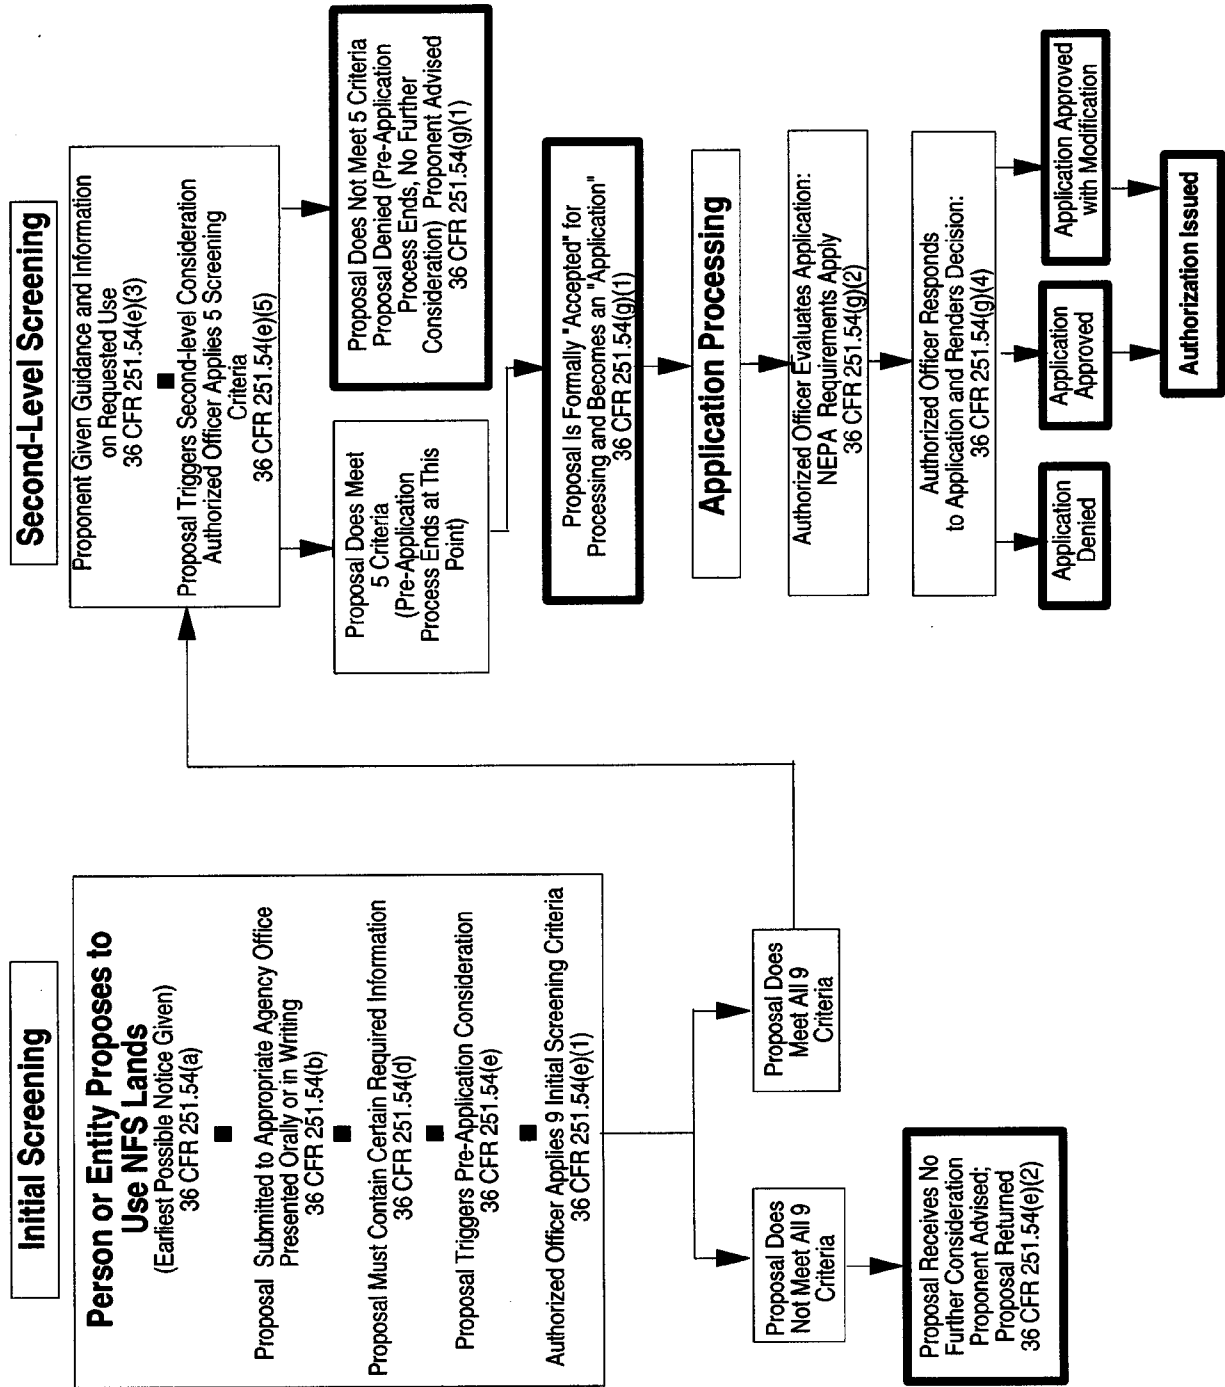 Initial Screening
Person or Entity Proposes to
Use NFS Lands
(Earliest Possible Notice Given)
36 CFR 251.54(a)
Proposal Submitted to Appropriate Agency Office
Presented Orally or in Writing
36 CFR 251.54(b)
Proposal Must Contain Certain Required Information
36 CFR 251.54(d)
Proposal Triggers Pre-Application Consideration
36 CFR 251.54(e)
Authorized Officer Applies 9 Initial Screening Criteria
36 CFR 251.54(e)(1)
Proposal Does
Not Meet All 9
Criteria
Proposal Does
Meet All 9
Criteria
Proposal Receives No
Further Consideration
Proponent Advised;
Proposal Returned
36 CFR 251.54(e)(2)
Second-Level Screening
Proponent Given Guidance and Information
on Requested Use
36 CFR 251.54(e)(3)
Proposal Triggers Second-level Consideration
Authorized Officer Applies 5 Screening
Criteria
36 CFR 251.54(e)(5)
Proposal Does Meet
5 Criteria
(Pre-Application
Process Ends at This
Point)
Proposal Does Not Meet 5 Criteria
Proposal Denied (Pre-Application
Process Ends, No Further
Consideration) Proponent Advised
36 CFR 251.54(g)(1)
Proposal Is Formally "Accepted" for
Processing and Becomes an "Application"
36 CFR 251.54(g)(1)
Application Processing
Authorized Officer Evaluates Application:
NEPA Requirements Apply
36 CFR 251.54(g)(2)
Authorized Officer Responds
to Application and Renders Decision:
36 CFR 251.54(g)(4)
Application
Denied
Application
Approved
Application Approved
with Modification
Authorization Issued